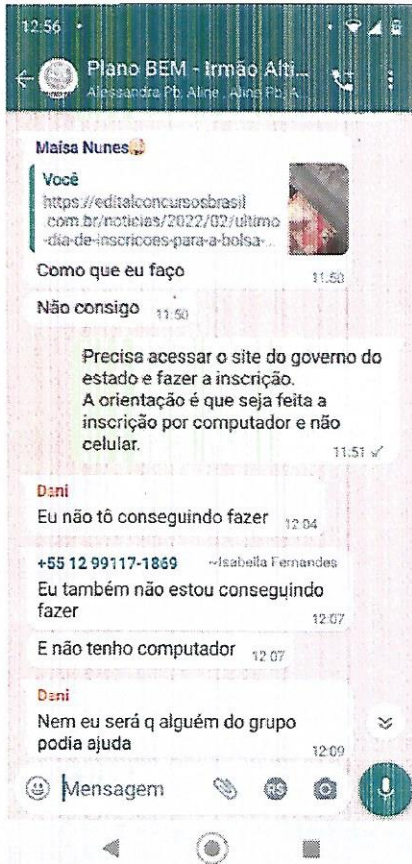 12:56
Plano BEM - Irmão Alti...
Alessandra Pb, Aline, Aline Pb, A...
Maisa Nunes
Você
https://editalconcursosbrasil
.com.br/noticias/2022/02/ultimo
-dia-de-inscricoes-para-a-bolsa-...
Como que eu faço 11:50
Não consigo 11:50
Precisa acessar o site do governo do
estado e fazer a inscrição.
A orientação é que seja feita a
inscrição por computador e não
celular.
11:51
Dani
Eu não tô conseguindo fazer 12:04
+55 12 99117-1869 ~Isabella Fernandes
Eu também não estou conseguindo
fazer 12:07
E não tenho computador 12:07
Dani
Nem eu será q alguém do grupo
podia ajuda 12:09
Mensagem